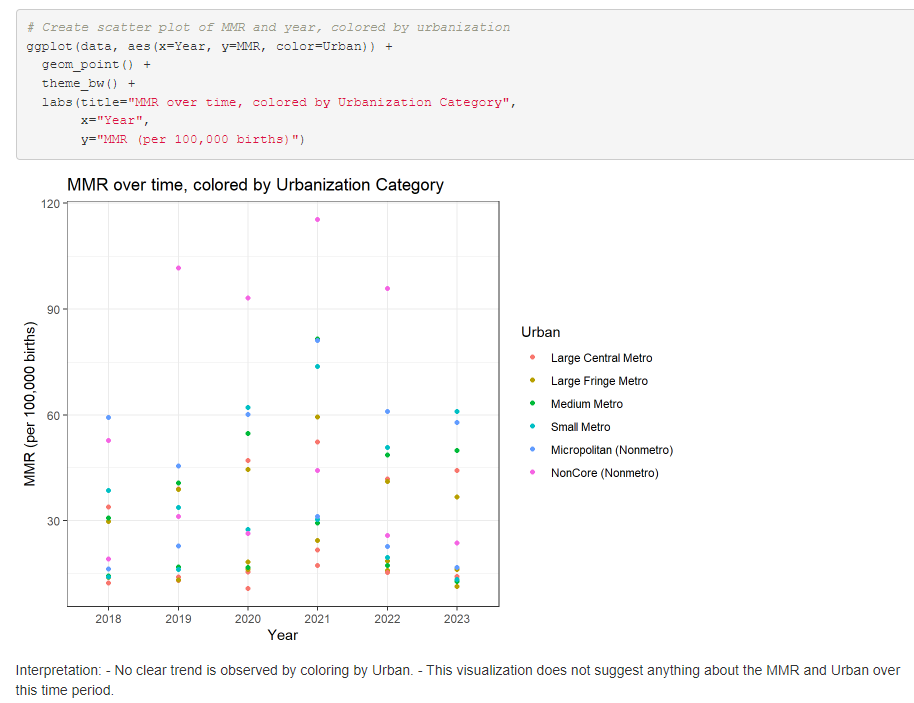 # Create scatter plot of MMR and year, colored by urbanization
ggplot(data, aes(x=Year, y=MMR, color=Urban)) +
  geom_point() +
  theme_bw() +
  labs(title="MMR over time, colored by Urbanization Category",
       x="Year",
       y="MMR (per 100,000 births)")
MMR over time, colored by Urbanization Category
120
90
60
30
MMR (per 100,000 births)
2018 2019 2020 2021 2022 2023
Year
Urban
Large Central Metro
Large Fringe Metro
Medium Metro
Small Metro
Micropolitan (Nonmetro)
NonCore (Nonmetro)
Interpretation: - No clear trend is observed by coloring by Urban. - This visualization does not suggest anything about the MMR and Urban over
this time period.